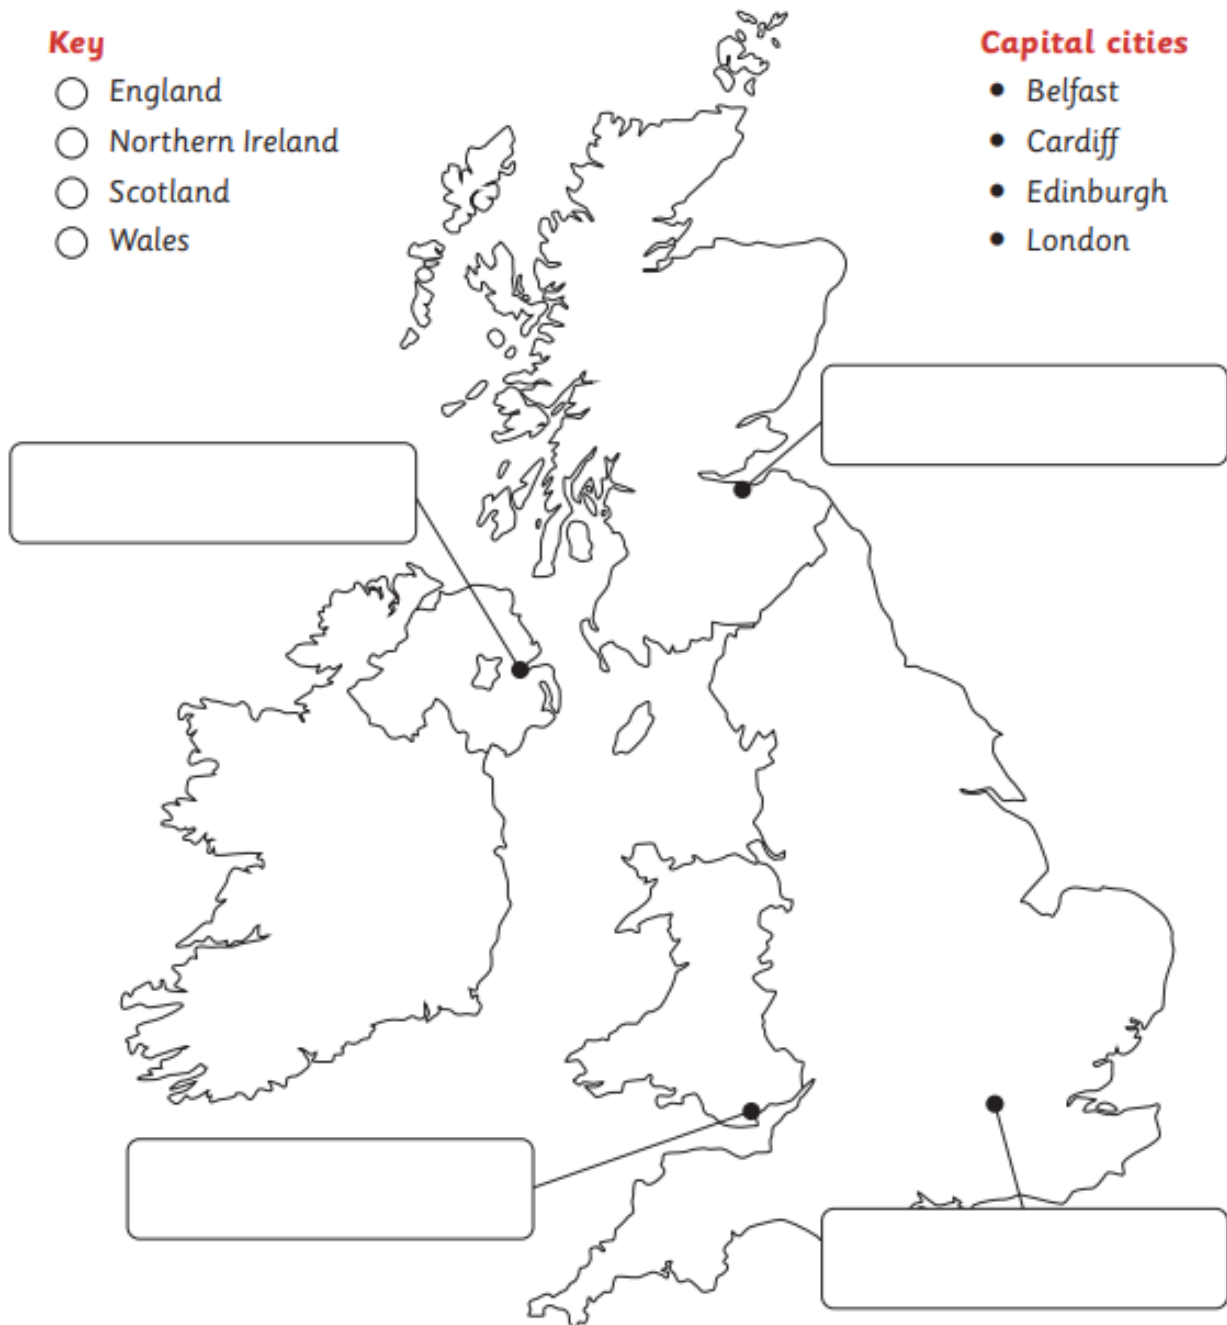 Key
England
Northern Ireland
Scotland
Wales
Capital cities
• Belfast
• Cardiff
• Edinburgh
• London